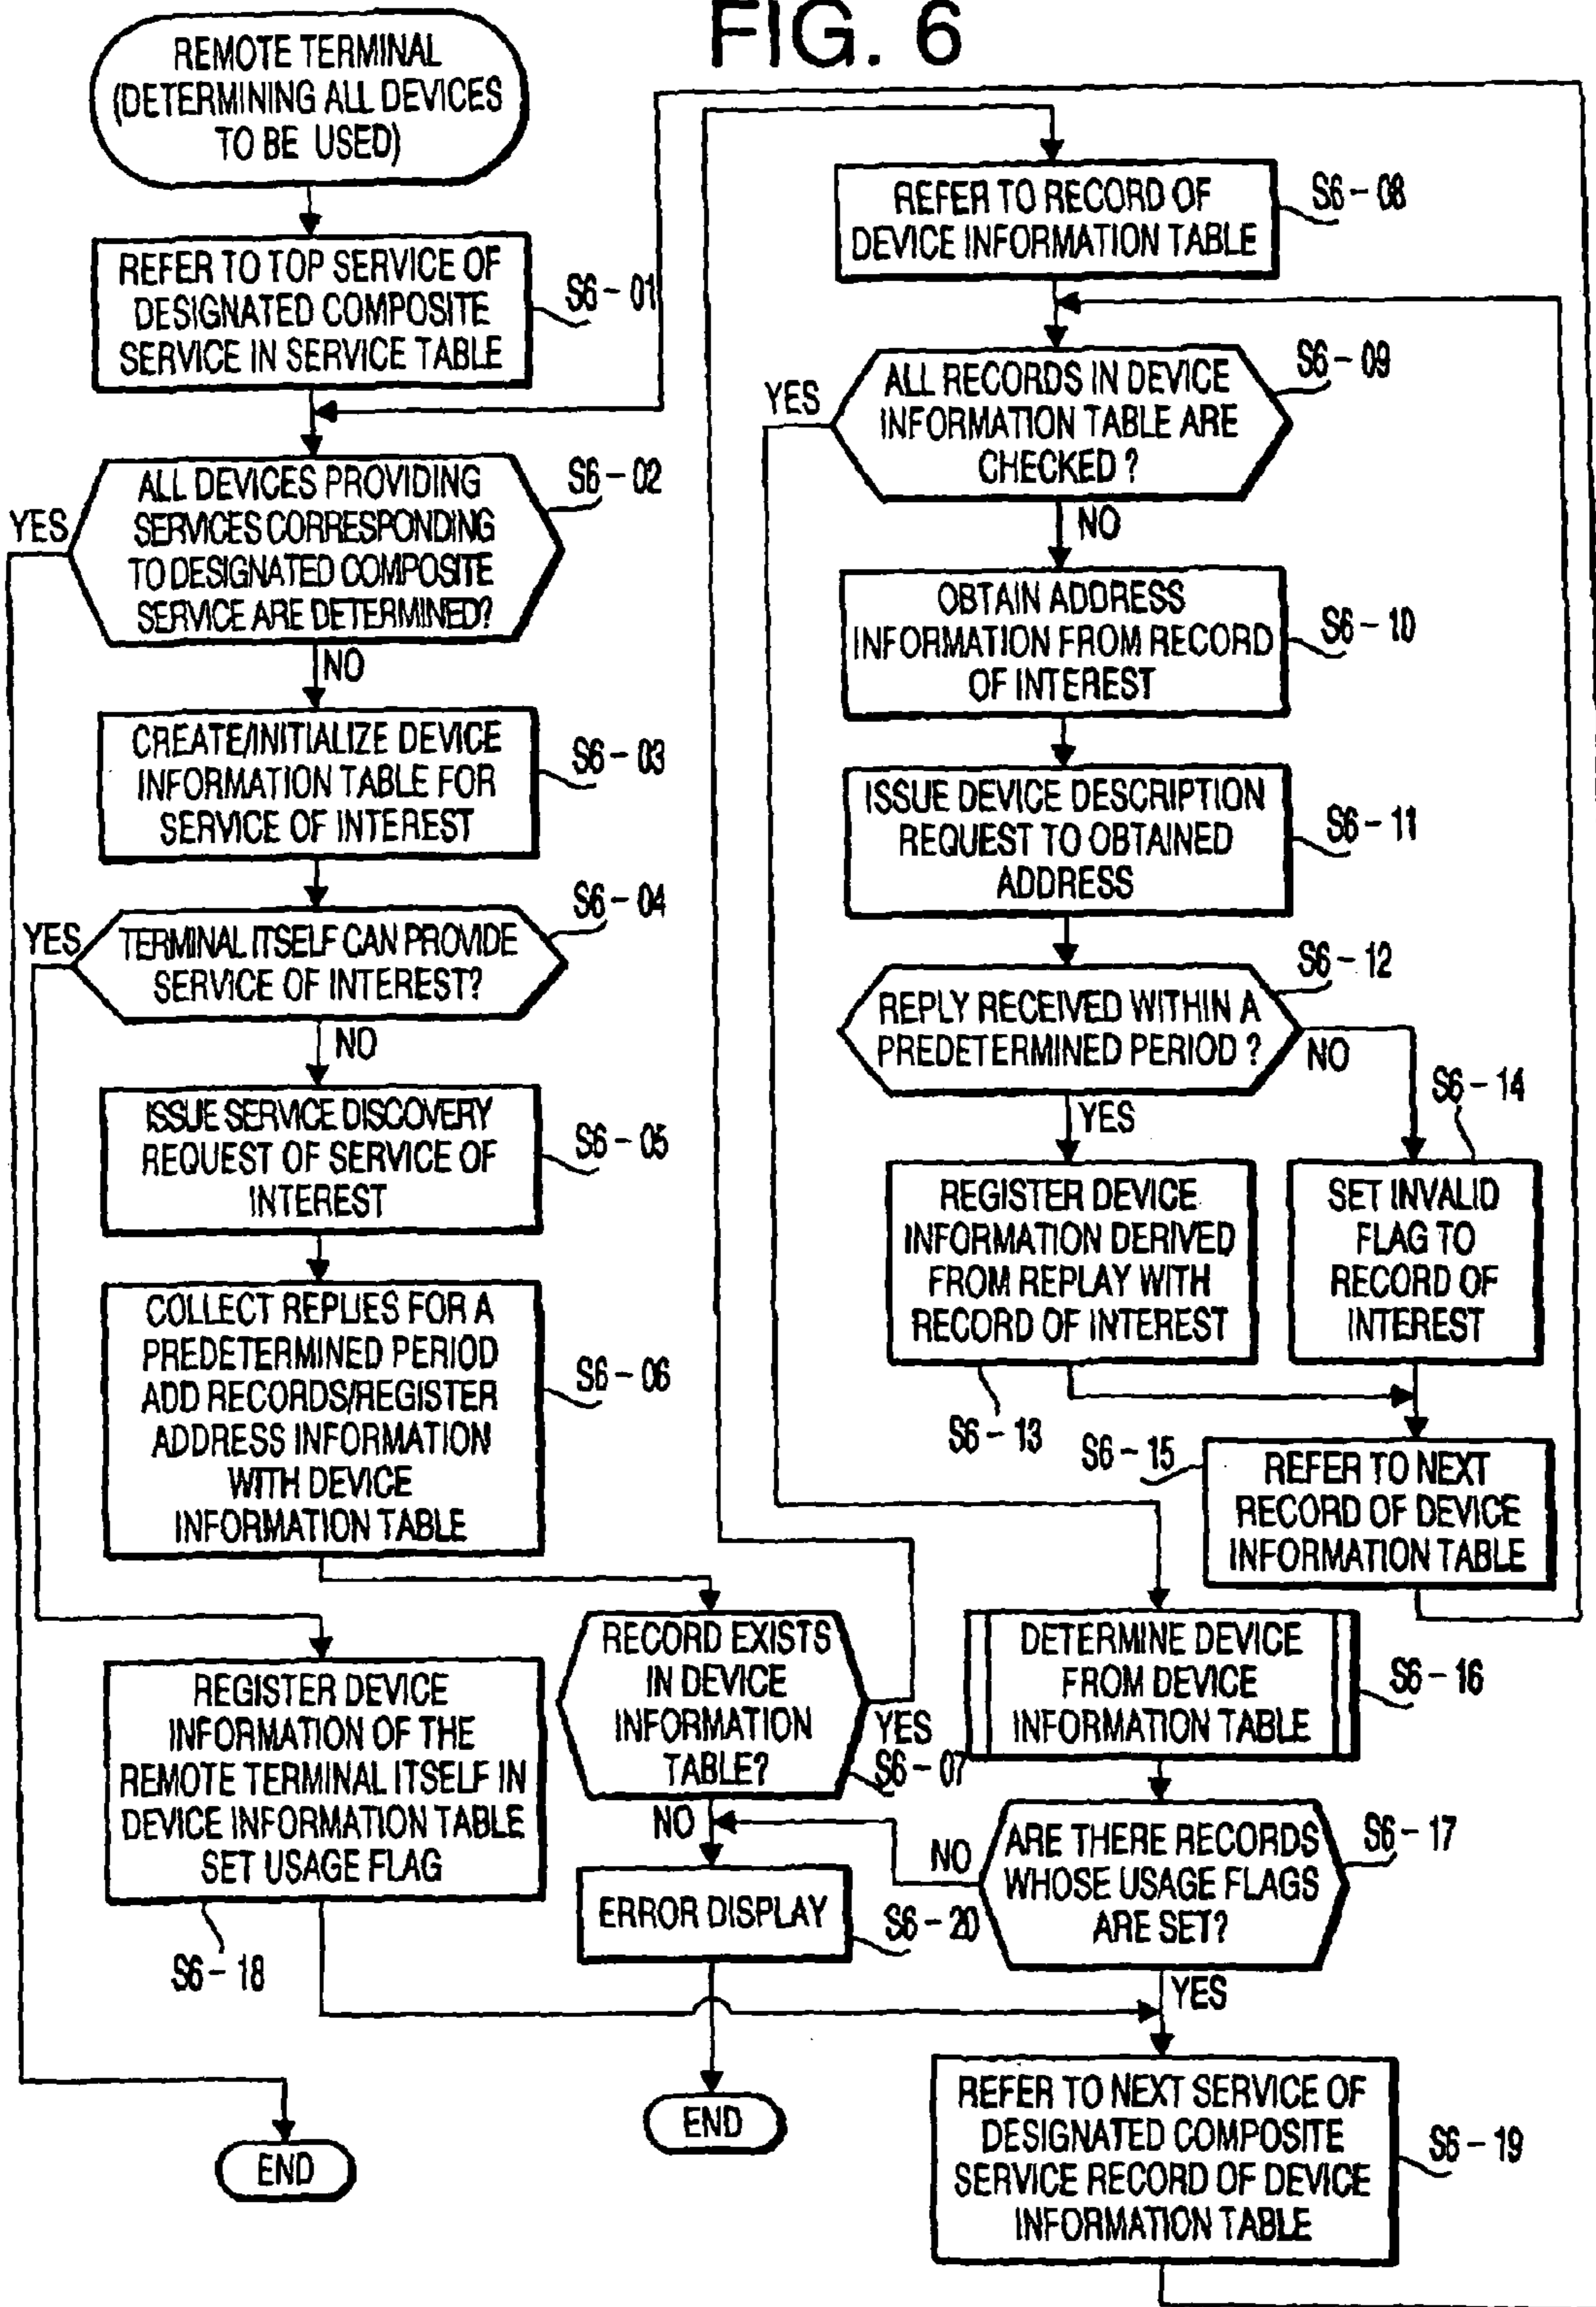 FIG. 6
REMOTE TERMINAL
(DETERMINING ALL DEVICES
TO BE USED)
REFER TO TOP SERVICE OF
DESIGNATED COMPOSITE
SERVICE IN SERVICE TABLE
S6-01
ALL DEVICES PROVIDING
SERVICES CORRESPONDING
TO DESIGNATED COMPOSITE
SERVICE ARE DETERMINED?
S6-02
YES
NO
CREATE/INITIALIZE DEVICE
INFORMATION TABLE FOR
SERVICE OF INTEREST
S6-03
TERMINAL ITSELF CAN PROVIDE
SERVICE OF INTEREST?
S6-04
YES
NO
ISSUE SERVICE DISCOVERY
REQUEST OF SERVICE OF
INTEREST
S6-05
COLLECT REPLIES FOR A
PREDETERMINED PERIOD
ADD RECORDS/REGISTER
ADDRESS INFORMATION
WITH DEVICE
INFORMATION TABLE
S6-06
REGISTER DEVICE
INFORMATION OF THE
REMOTE TERMINAL ITSELF IN
DEVICE INFORMATION TABLE
SET USAGE FLAG
S6-18
END
RECORD EXISTS
IN DEVICE
INFORMATION
TABLE?
YES
S6-07
NO
ERROR DISPLAY
S6-20
END
REFER TO RECORD OF
DEVICE INFORMATION TABLE
S6-08
ALL RECORDS IN DEVICE
INFORMATION TABLE ARE
CHECKED ?
S6-09
YES
NO
OBTAIN ADDRESS
INFORMATION FROM RECORD
OF INTEREST
S6-10
ISSUE DEVICE DESCRIPTION
REQUEST TO OBTAINED
ADDRESS
S6-11
REPLY RECEIVED WITHIN A
PREDETERMINED PERIOD ?
S6-12
NO
YES
REGISTER DEVICE
INFORMATION DERIVED
FROM REPLAY WITH
RECORD OF INTEREST
S6-13
S6-14
SET INVALID
FLAG TO
RECORD OF
INTEREST
S6-15
REFER TO NEXT
RECORD OF DEVICE
INFORMATION TABLE
DETERMINE DEVICE
FROM DEVICE
INFORMATION TABLE
S6-16
ARE THERE RECORDS
WHOSE USAGE FLAGS
ARE SET?
S6-17
NO
YES
REFER TO NEXT SERVICE OF
DESIGNATED COMPOSITE
SERVICE RECORD OF DEVICE
INFORMATION TABLE
S6-19